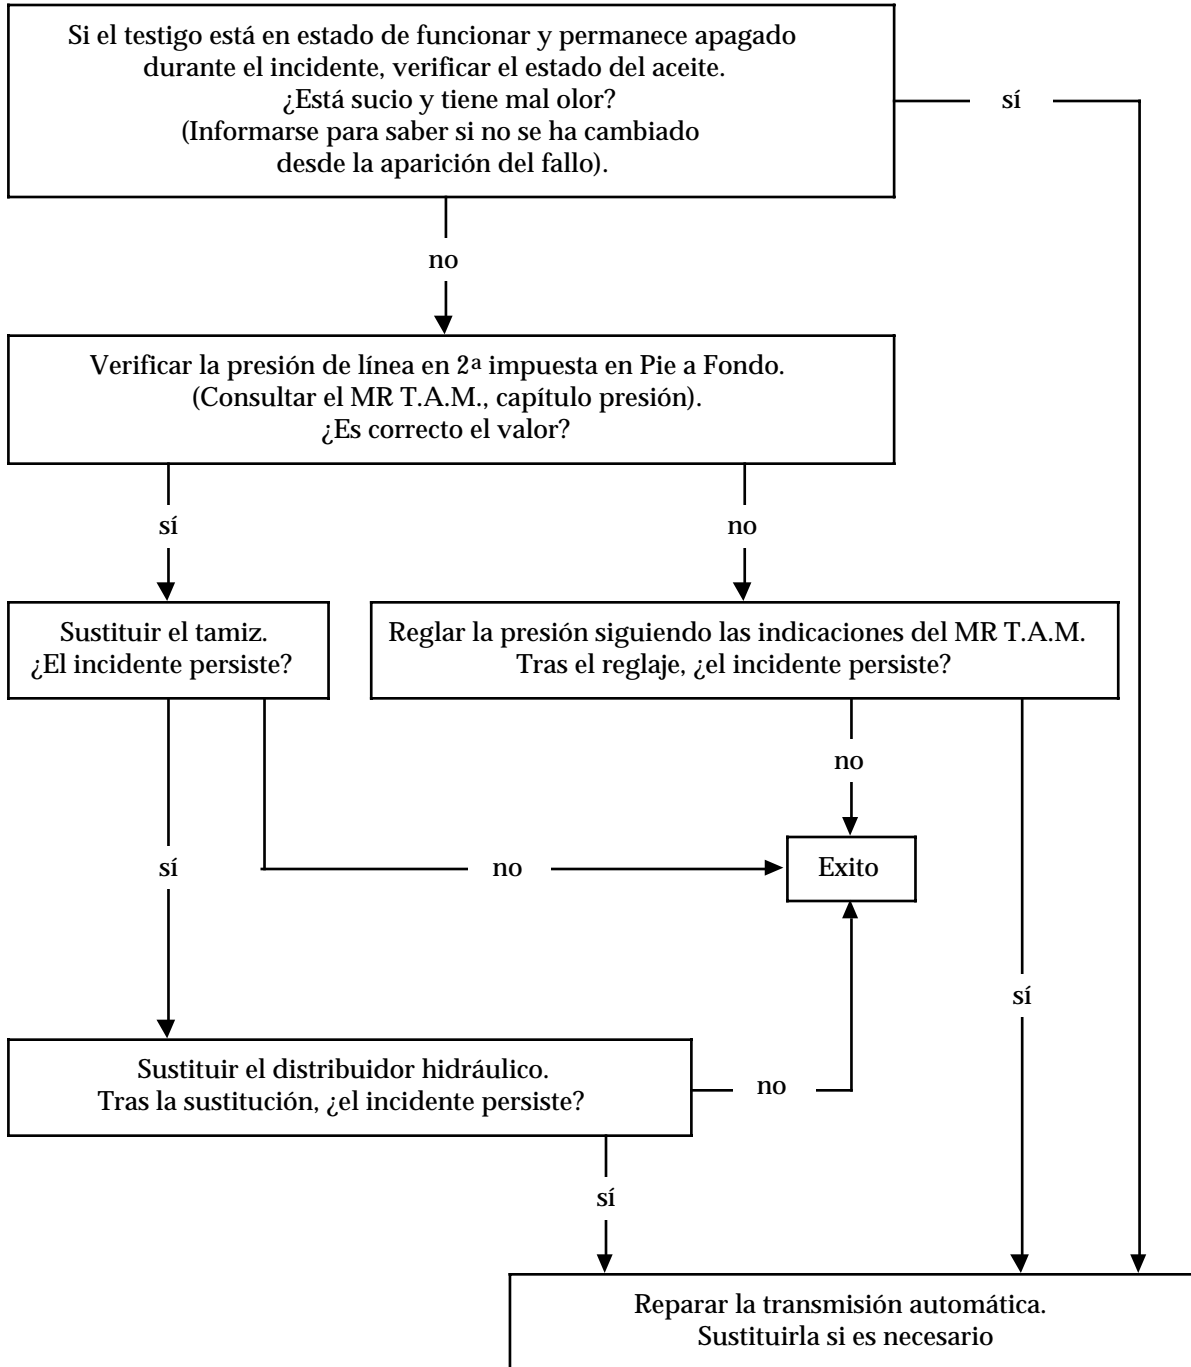 Si el testigo está en estado de funcionar y permanece apagado
durante el incidente, verificar el estado del aceite.
¿Está sucio y tiene mal olor?
(Informarse para saber si no se ha cambiado
desde la aparición del fallo).
sí
no
Verificar la presión de línea en 2ª impuesta en Pie a Fondo.
(Consultar el MR T.A.M., capítulo presión).
¿Es correcto el valor?
sí
no
Sustituir el tamiz.
¿El incidente persiste?
Reglar la presión siguiendo las indicaciones del MR T.A.M.
Tras el reglaje, ¿el incidente persiste?
no
sí
no
Exito
sí
Sustituir el distribuidor hidráulico.
Tras la sustitución, ¿el incidente persiste?
no
sí
Reparar la transmisión automática.
Sustituirla si es necesario